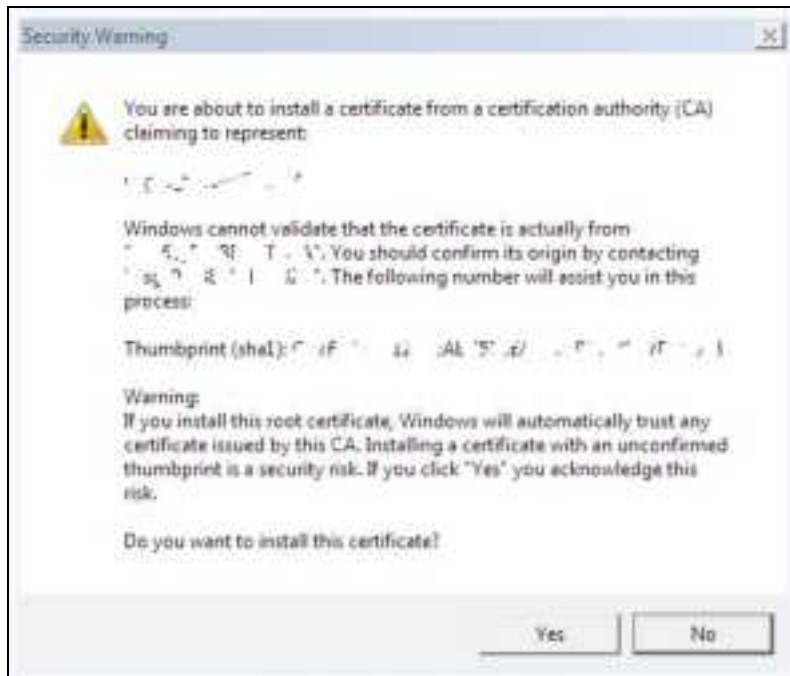 Security Warning
You are about to install a certificate from a certification authority (CA)
claiming to represent:
Windows cannot validate that the certificate is actually from
You should confirm its origin by contacting
The following number will assist you in this
process:
Thumbprint (sha1):
Warning:
If you install this root certificate, Windows will automatically trust any
certificate issued by this CA. Installing a certificate with an unconfirmed
thumbprint is a security risk. If you click "Yes" you acknowledge this
risk.
Do you want to install this certificate?
Yes
No